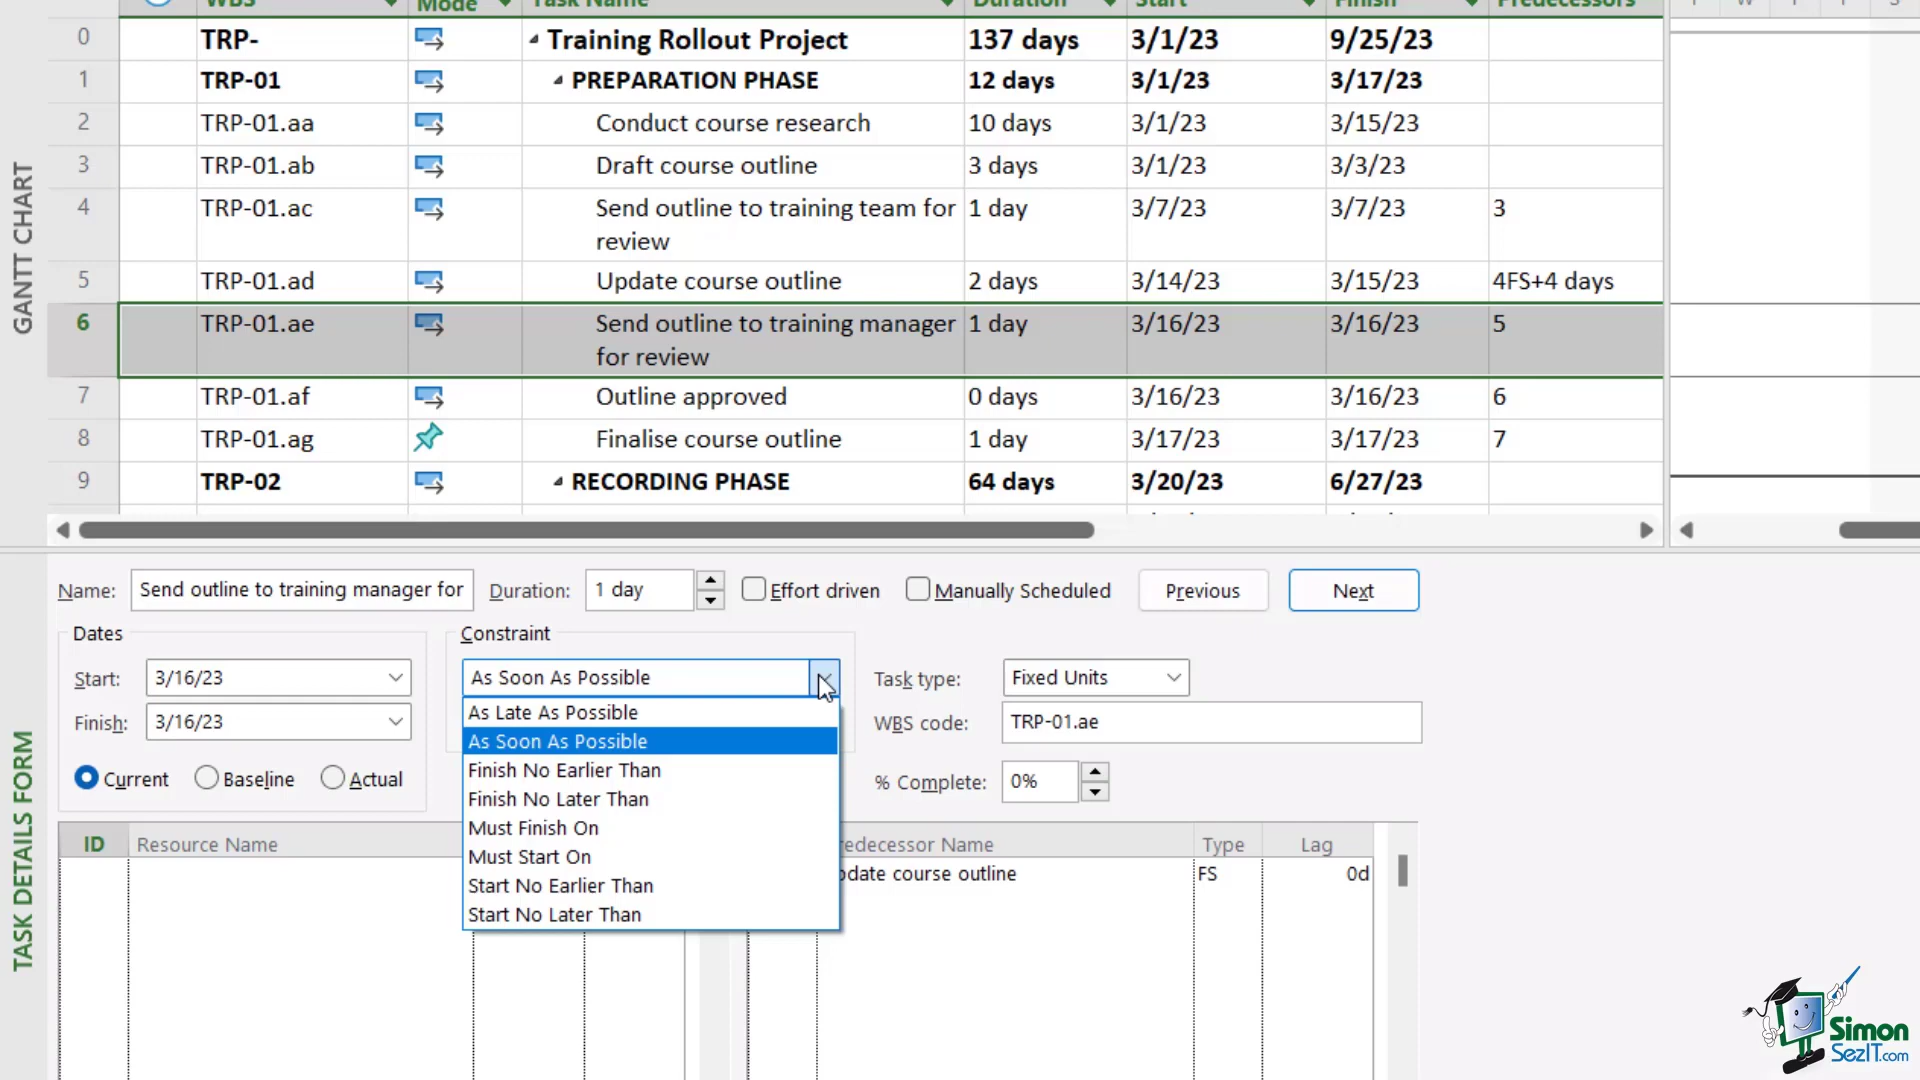 WBS Mode Task Name Duration Start Finish Predecessors
0 TRP- Training Rollout Project 137 days 3/1/23 9/25/23
1 TRP-01 PREPARATION PHASE 12 days 3/1/23 3/17/23
2 TRP-01.aa Conduct course research 10 days 3/1/23 3/15/23
3 TRP-01.ab Draft course outline 3 days 3/1/23 3/3/23
4 TRP-01.ac Send outline to training team for 1 day 3/7/23 3/7/23 3
review
5 TRP-01.ad Update course outline 2 days 3/14/23 3/15/23 4FS+4 days
6 TRP-01.ae Send outline to training manager 1 day 3/16/23 3/16/23 5
for review
7 TRP-01.af Outline approved 0 days 3/16/23 3/16/23 6
8 TRP-01.ag Finalise course outline 1 day 3/17/23 3/17/23 7
9 TRP-02 RECORDING PHASE 64 days 3/20/23 6/27/23
GANTT CHART
Name: Send outline to training manager for Duration: 1 day Effort driven Manually Scheduled Previous Next
Dates Constraint
Start: 3/16/23 As Soon As Possible Task type: Fixed Units
Finish: 3/16/23 WBS code: TRP-01.ae
Current Baseline Actual % Complete: 0%
As Late As Possible
As Soon As Possible
Finish No Earlier Than
Finish No Later Than
Must Finish On
Must Start On
Start No Earlier Than
Start No Later Than
ID Resource Name redecessor Name Type Lag
pdate course outline FS 0d
TASK DETAILS FORM
Simon
SezIT.com